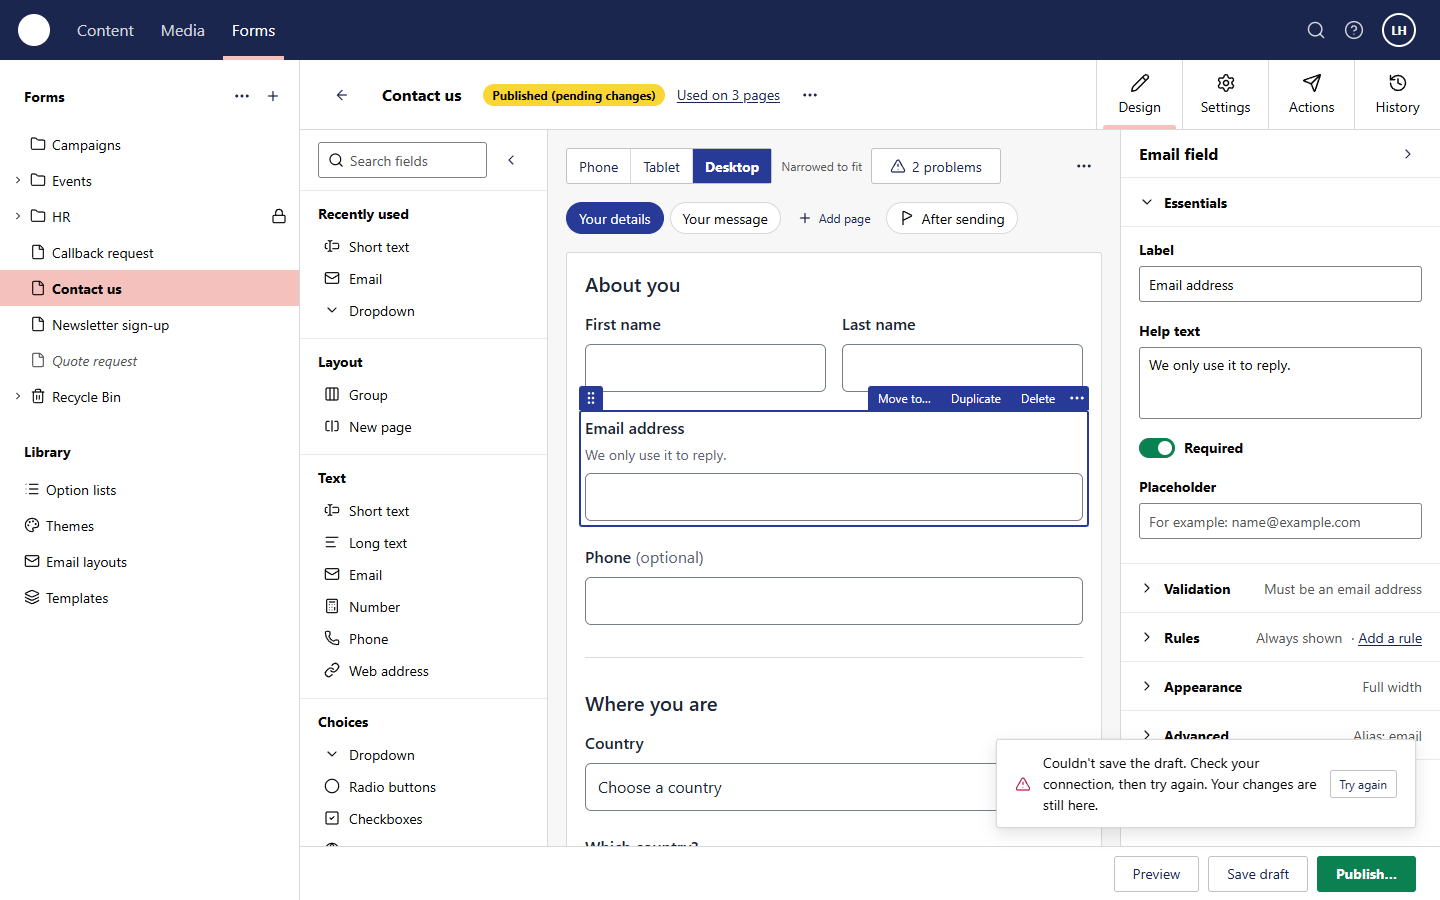 Content
Media
Forms
LH
Forms
Campaigns
Events
HR
Callback request
Contact us
Newsletter sign-up
Quote request
Recycle Bin
Library
Option lists
Themes
Email layouts
Templates
Contact us
Published (pending changes)
Used on 3 pages
Design
Settings
Actions
History
Search fields
Recently used
Short text
Email
Dropdown
Layout
Group
New page
Text
Short text
Long text
Email
Number
Phone
Web address
Choices
Dropdown
Radio buttons
Checkboxes
Phone
Tablet
Desktop
Narrowed to fit
2 problems
Your details
Your message
Add page
After sending
About you
First name
Last name
Move to...
Duplicate
Delete
Email address
We only use it to reply.
Phone (optional)
Where you are
Country
Choose a country
Which country?
Email field
Essentials
Label
Email address
Help text
We only use it to reply.
Required
Placeholder
For example: name@example.com
Validation
Must be an email address
Rules
Always shown · Add a rule
Appearance
Full width
Advanced
Alias: email
Couldn't save the draft. Check your
connection, then try again. Your changes are
still here.
Try again
Preview
Save draft
Publish...